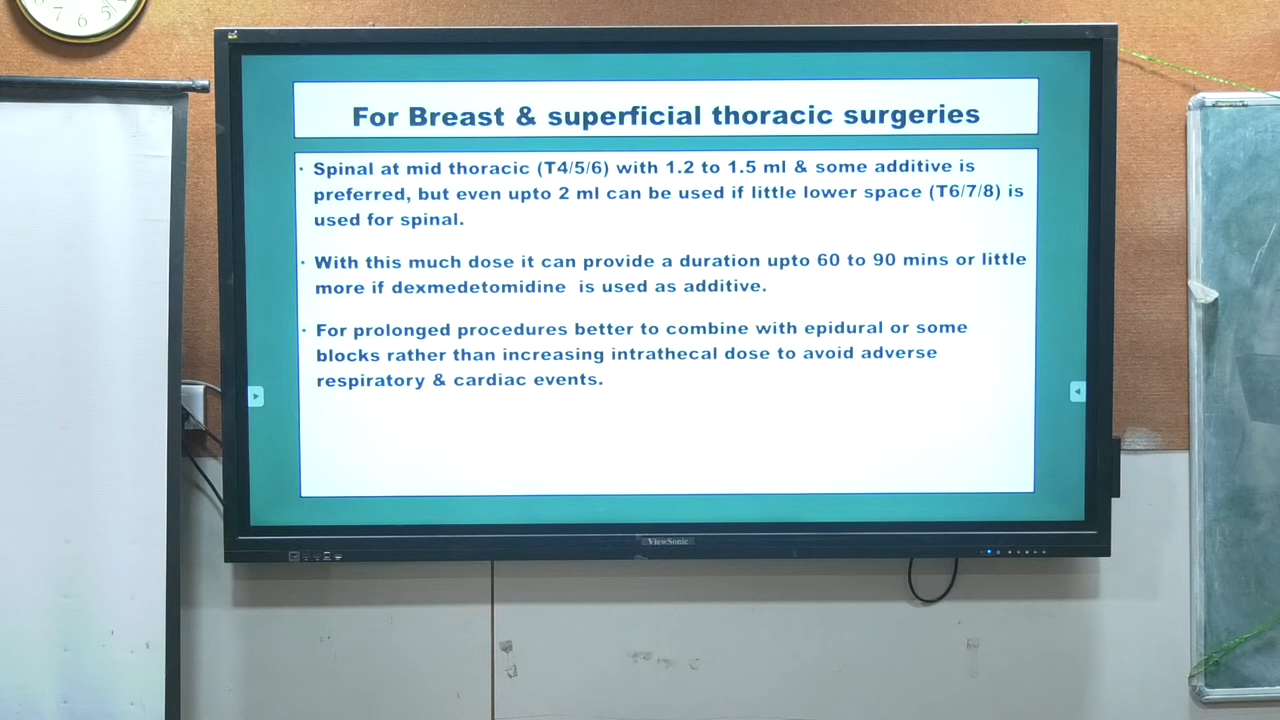 7 6 5
For Breast & superficial thoracic surgeries
• Spinal at mid thoracic (T4/5/6) with 1.2 to 1.5 ml & some additive is
preferred, but even upto 2 ml can be used if little lower space (T6/7/8) is
used for spinal.
• With this much dose it can provide a duration upto 60 to 90 mins or little
more if dexmedetomidine is used as additive.
• For prolonged procedures better to combine with epidural or some
blocks rather than increasing intrathecal dose to avoid adverse
respiratory & cardiac events.
ViewSonic